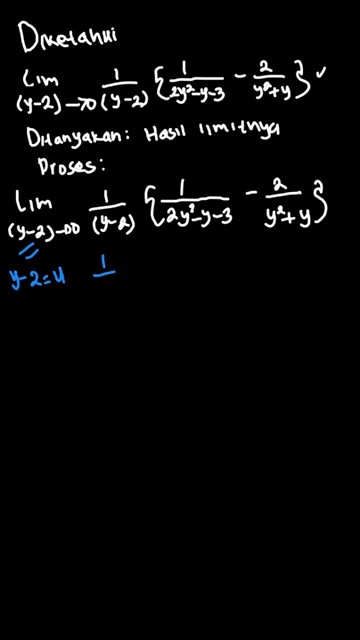 Diketahui
lim (y-2)→0 1/(y-2) { 1/(2y²-y-3) - 2/(y²+y) } ✓
Ditanyakan: Hasil limitnya
Proses:
lim (y-2)→0 1/(y-2) { 1/(2y²-y-3) - 2/(y²+y) }
y-2=u 1